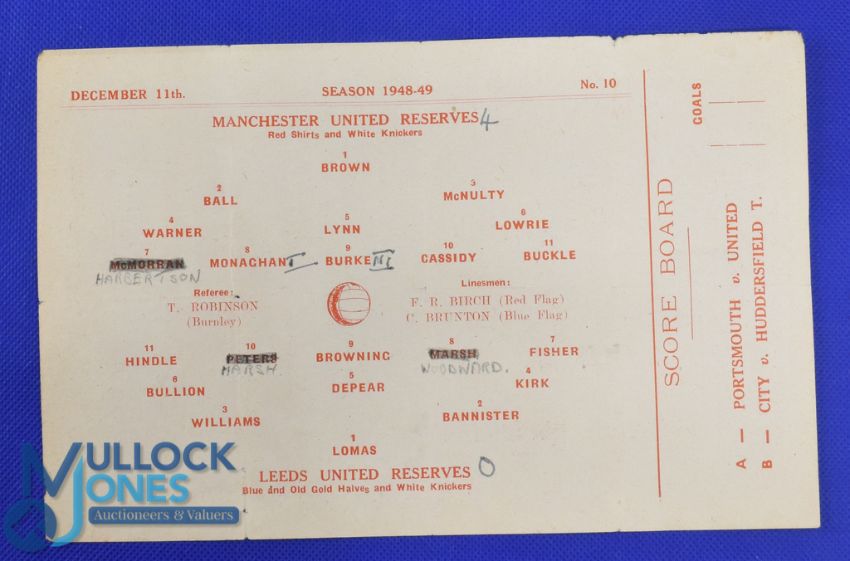 DECEMBER 11th. SEASON 1948-49 No. 10
MANCHESTER UNITED RESERVES 4
Red Shirts and White Knickers
1
BROWN
2 3
BALL McNULTY
4 5 6
WARNER LYNN LOWRIE
7 8 9 10 11
McMORRAN MONAGHAN I BURKE III CASSIDY BUCKLE
HARBERTSON
Referee: Linesmen:
T. ROBINSON F. R. BIRCH (Red Flag)
(Burnley) C. BRUNTON (Blue Flag)
11 10 9 8 7
HINDLE PETERS BROWNING MARSH FISHER
MARSH WOODWARD.
6 5 4
BULLION DEPEAR KIRK
3 2
WILLIAMS BANNISTER
1
LOMAS
LEEDS UNITED RESERVES 0
Blue and Old Gold Halves and White Knickers
SCORE BOARD
GOALS
A — PORTSMOUTH v. UNITED
B — CITY v. HUDDERSFIELD T.
MULLOCK
JONES
Auctioneers & Valuers